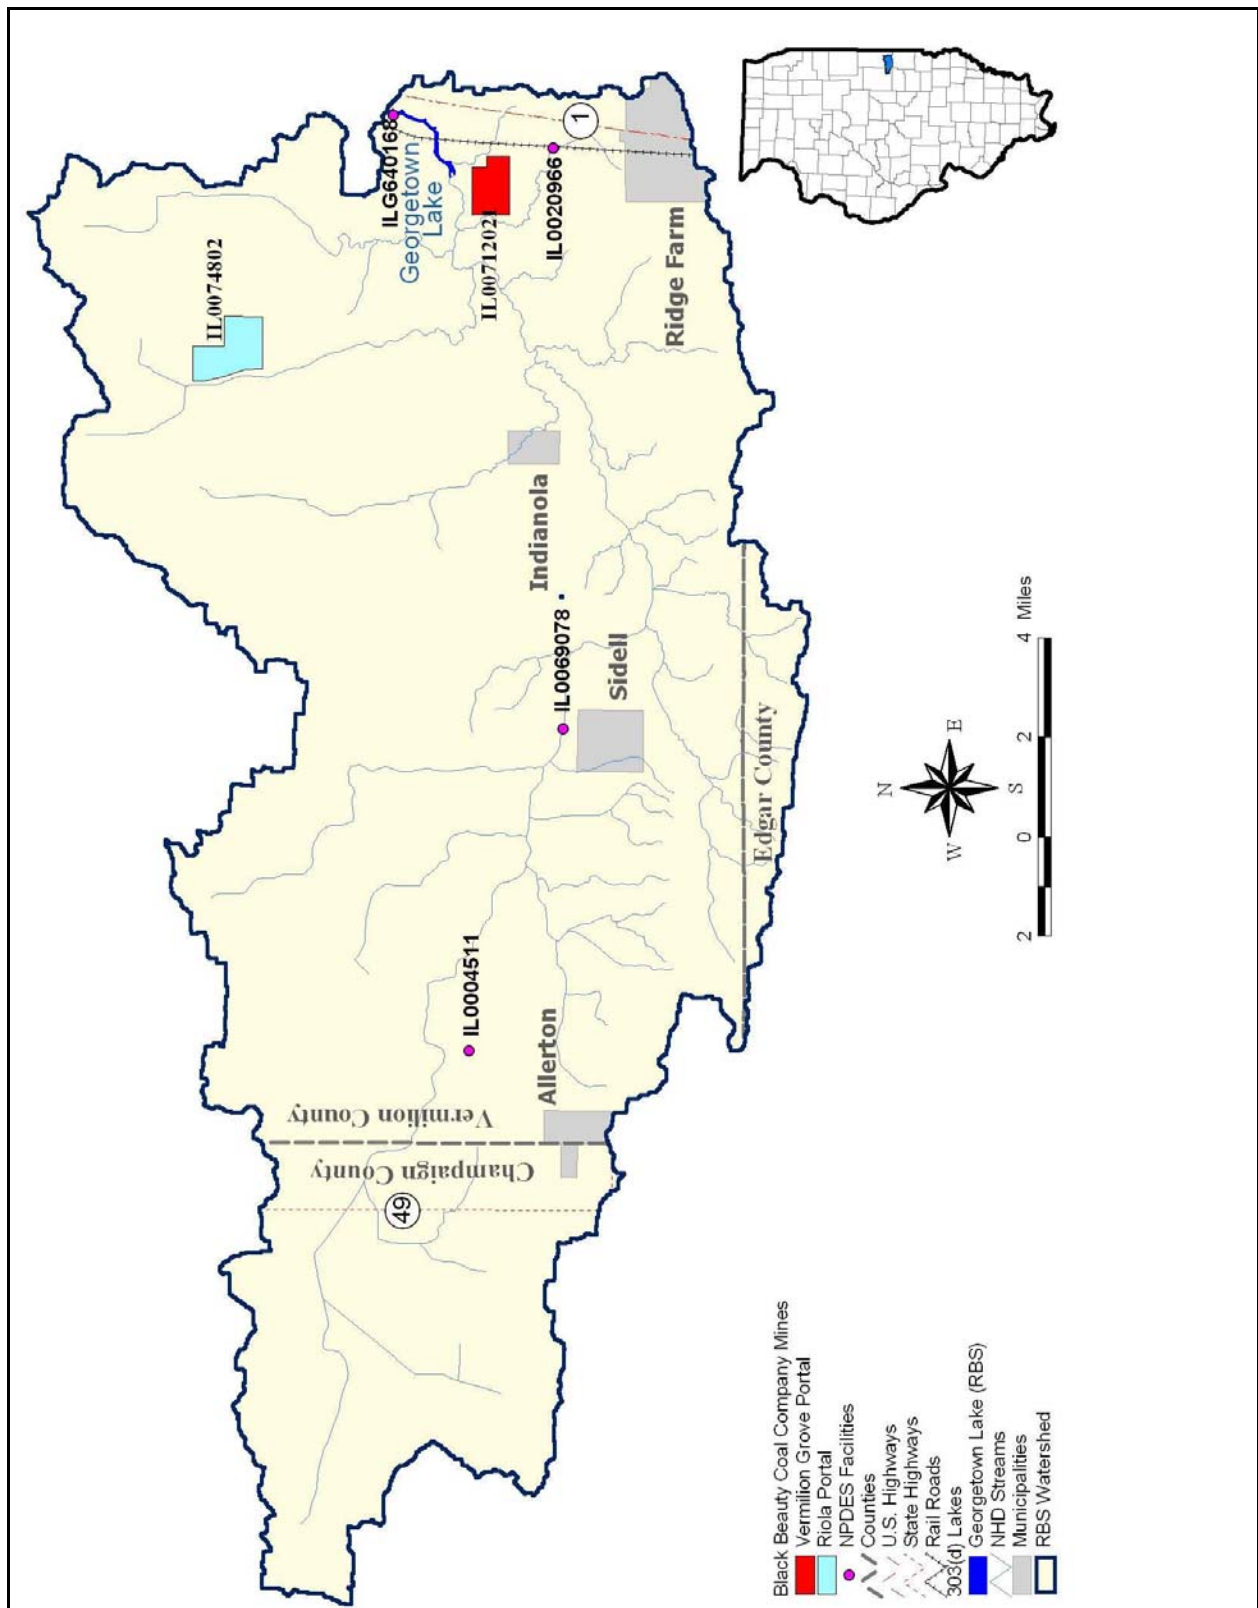 ILG640168
Georgetown
Lake
IL0074802
IL0071202
IL0020966
1
Ridge Farm
Indianola
IL0069078
Sidell
Edgar County
IL0004511
Allerton
Vermilion County
Champaign County
49
N
W
E
S
2 0 2 4 Miles
Black Beauty Coal Company Mines
Vermillion Grove Portal
Riola Portal
NPDES Facilities
Counties
U.S. Highways
State Highways
Rail Roads
303(d) Lakes
Georgetown Lake (RBS)
NHD Streams
Municipalities
RBS Watershed